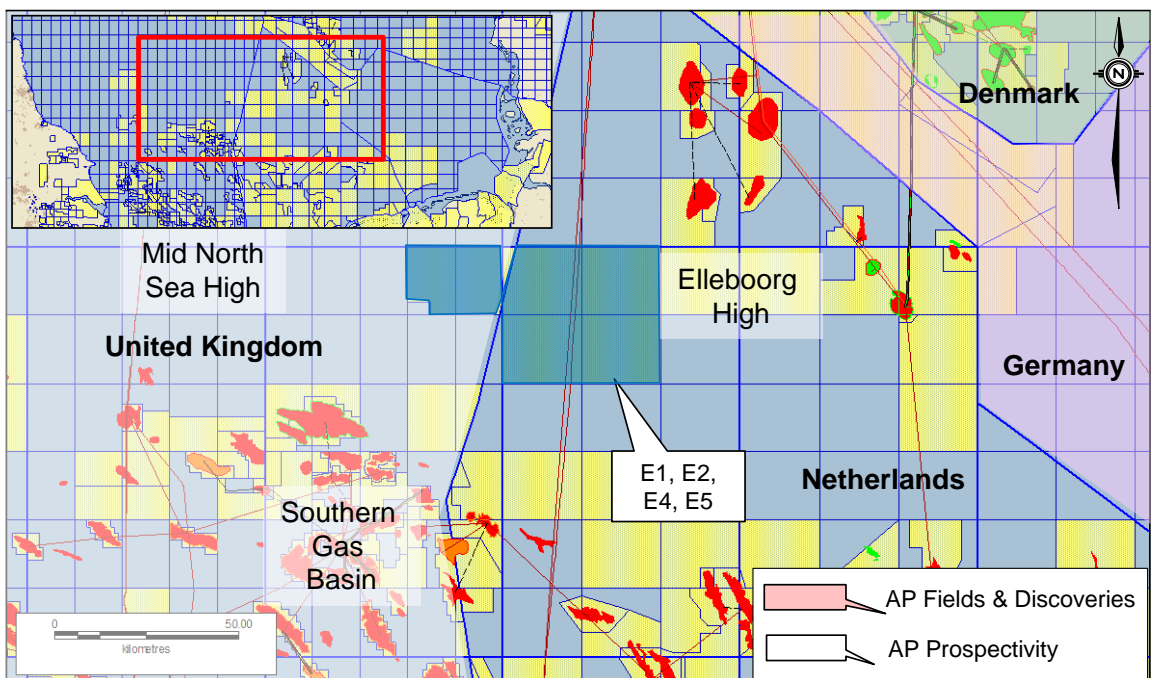 N
Denmark
Mid North
Sea High
Elleboorg
High
United Kingdom
Germany
E1, E2,
E4, E5
Netherlands
Southern
Gas
Basin
0 50.00
kilometres
AP Fields & Discoveries
AP Prospectivity